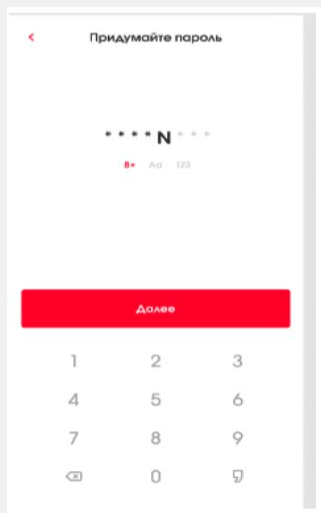 Придумайте пароль
* * * * N * * *
8+ Aa 123
Далее
1 2 3
4 5 6
7 8 9
0